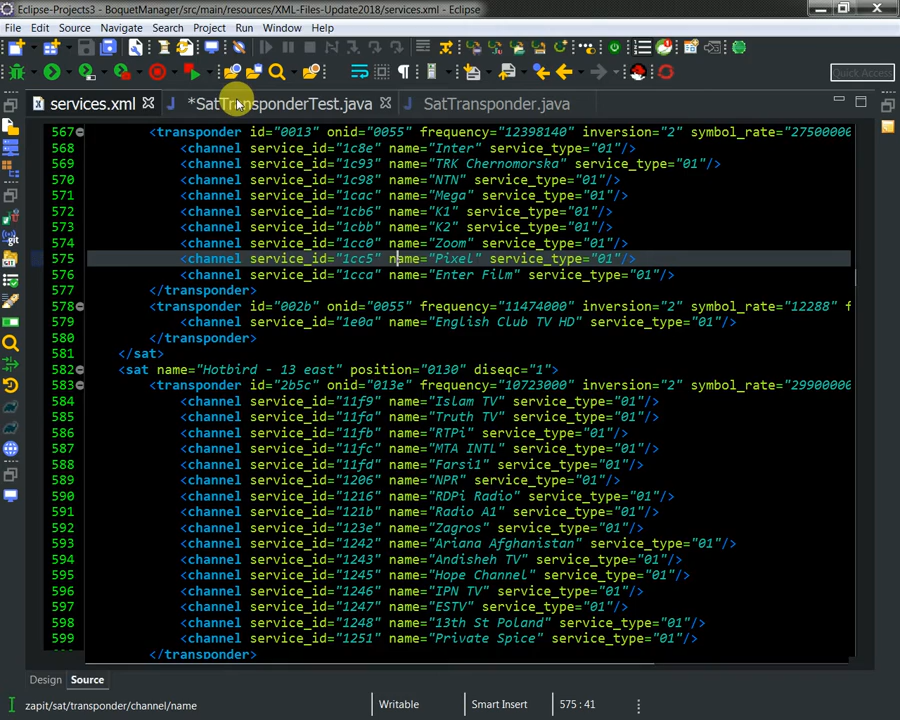 Eclipse-Projects3 - BoquetManager/src/main/resources/XML-Files-Update2018/services.xml - Eclipse
File Edit Source Navigate Search Project Run Window Help
Quick Access
services.xml *SatTransponderTest.java SatTransponder.java
567 <transponder id="0013" onid="0055" frequency="12398140" inversion="2" symbol_rate="27500000
568 <channel service_id="1c8e" name="Inter" service_type="01"/>
569 <channel service_id="1c93" name="TRK Chernomorska" service_type="01"/>
570 <channel service_id="1c98" name="NTN" service_type="01"/>
571 <channel service_id="1cac" name="Mega" service_type="01"/>
572 <channel service_id="1cb6" name="K1" service_type="01"/>
573 <channel service_id="1cbb" name="K2" service_type="01"/>
574 <channel service_id="1cc0" name="Zoom" service_type="01"/>
575 <channel service_id="1cc5" name="Pixel" service_type="01"/>
576 <channel service_id="1cca" name="Enter Film" service_type="01"/>
577 </transponder>
578 <transponder id="002b" onid="0055" frequency="11474000" inversion="2" symbol_rate="12288" f
579 <channel service_id="1e0a" name="English Club TV HD" service_type="01"/>
580 </transponder>
581 </sat>
582 <sat name="Hotbird - 13 east" position="0130" diseqc="1">
583 <transponder id="2b5c" onid="013e" frequency="10723000" inversion="2" symbol_rate="29900000
584 <channel service_id="11f9" name="Islam TV" service_type="01"/>
585 <channel service_id="11fa" name="Truth TV" service_type="01"/>
586 <channel service_id="11fb" name="RTPi" service_type="01"/>
587 <channel service_id="11fc" name="MTA INTL" service_type="01"/>
588 <channel service_id="11fd" name="Farsi1" service_type="01"/>
589 <channel service_id="1206" name="NPR" service_type="01"/>
590 <channel service_id="1216" name="RDPi Radio" service_type="01"/>
591 <channel service_id="121b" name="Radio A1" service_type="01"/>
592 <channel service_id="123e" name="Zagros" service_type="01"/>
593 <channel service_id="1242" name="Ariana Afghanistan" service_type="01"/>
594 <channel service_id="1243" name="Andisheh TV" service_type="01"/>
595 <channel service_id="1245" name="Hope Channel" service_type="01"/>
596 <channel service_id="1246" name="IPN TV" service_type="01"/>
597 <channel service_id="1247" name="ESTV" service_type="01"/>
598 <channel service_id="1248" name="13th St Poland" service_type="01"/>
599 <channel service_id="1251" name="Private Spice" service_type="01"/>
</transponder>
Design Source
zapit/sat/transponder/channel/name Writable Smart Insert 575 : 41